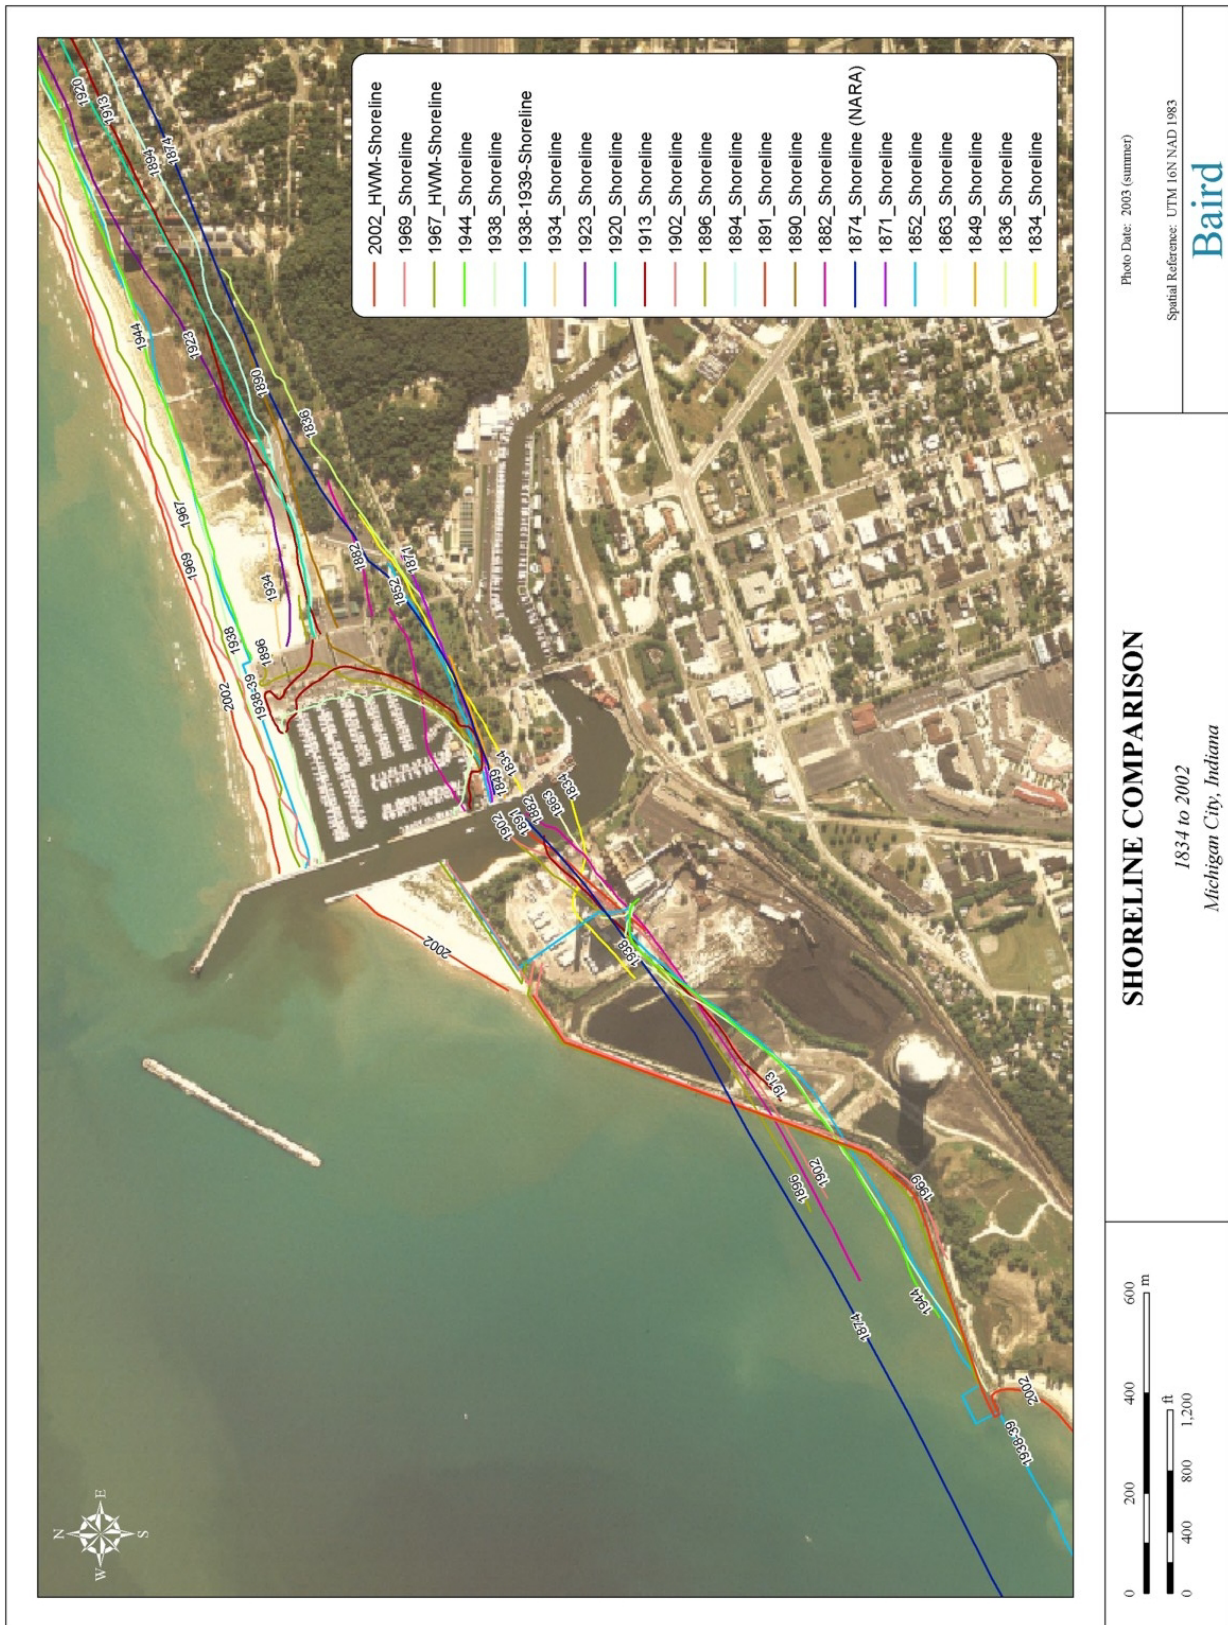 N
W
E
S
1920
1913
1894
1874
1944
1923
1890
1836
1967
1969
1934
1882
1852
1871
1938
1896
1938-39
2002
1849
1834
1902
1891
1882
1863
1834
2002
1938
1913
1896
1902
1969
1944
1874
2002
1938-39
2002_HWM-Shoreline
1969_Shoreline
1967_HWM-Shoreline
1944_Shoreline
1938_Shoreline
1938-1939-Shoreline
1934_Shoreline
1923_Shoreline
1920_Shoreline
1913_Shoreline
1902_Shoreline
1896_Shoreline
1894_Shoreline
1891_Shoreline
1890_Shoreline
1882_Shoreline
1874_Shoreline (NARA)
1871_Shoreline
1852_Shoreline
1863_Shoreline
1849_Shoreline
1836_Shoreline
1834_Shoreline
0 200 400 600
m
ft
0 400 800 1,200
SHORELINE COMPARISON
1834 to 2002
Michigan City, Indiana
Photo Date: 2003 (summer)
Spatial Reference: UTM 16N NAD 1983
Baird